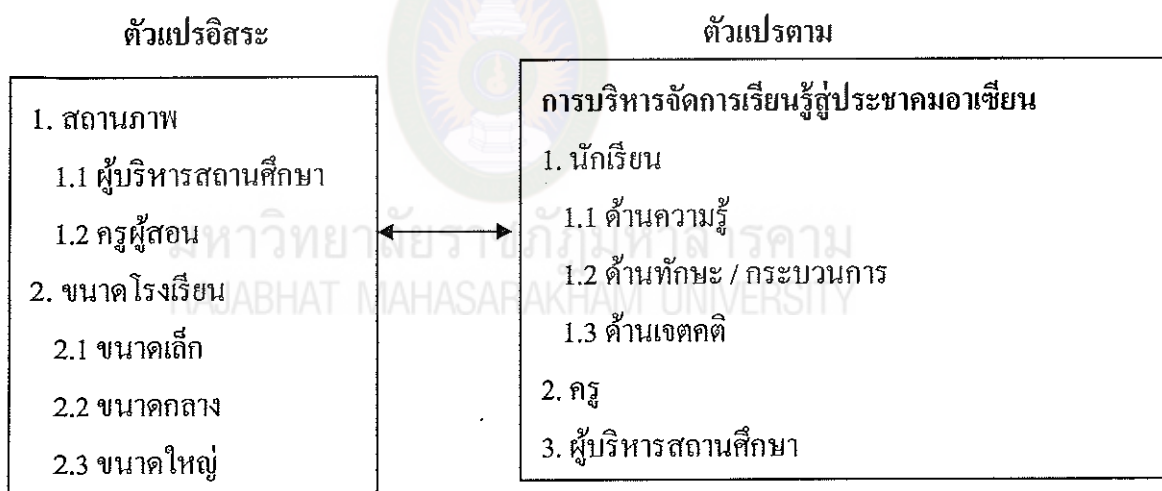 ตัวแปรอิสระ
1. สถานภาพ
1.1 ผู้บริหารสถานศึกษา
1.2 ครูผู้สอน
2. ขนาดโรงเรียน
2.1 ขนาดเล็ก
2.2 ขนาดกลาง
2.3 ขนาดใหญ่
ตัวแปรตาม
การบริหารจัดการเรียนรู้สู่ประชาคมอาเซียน
1. นักเรียน
1.1 ด้านความรู้
1.2 ด้านทักษะ / กระบวนการ
1.3 ด้านเจตคติ
2. ครู
3. ผู้บริหารสถานศึกษา
มหาวิทยาลัยราชภัฏมหาสารคาม
RAJABHAT MAHASARAKHAM UNIVERSITY